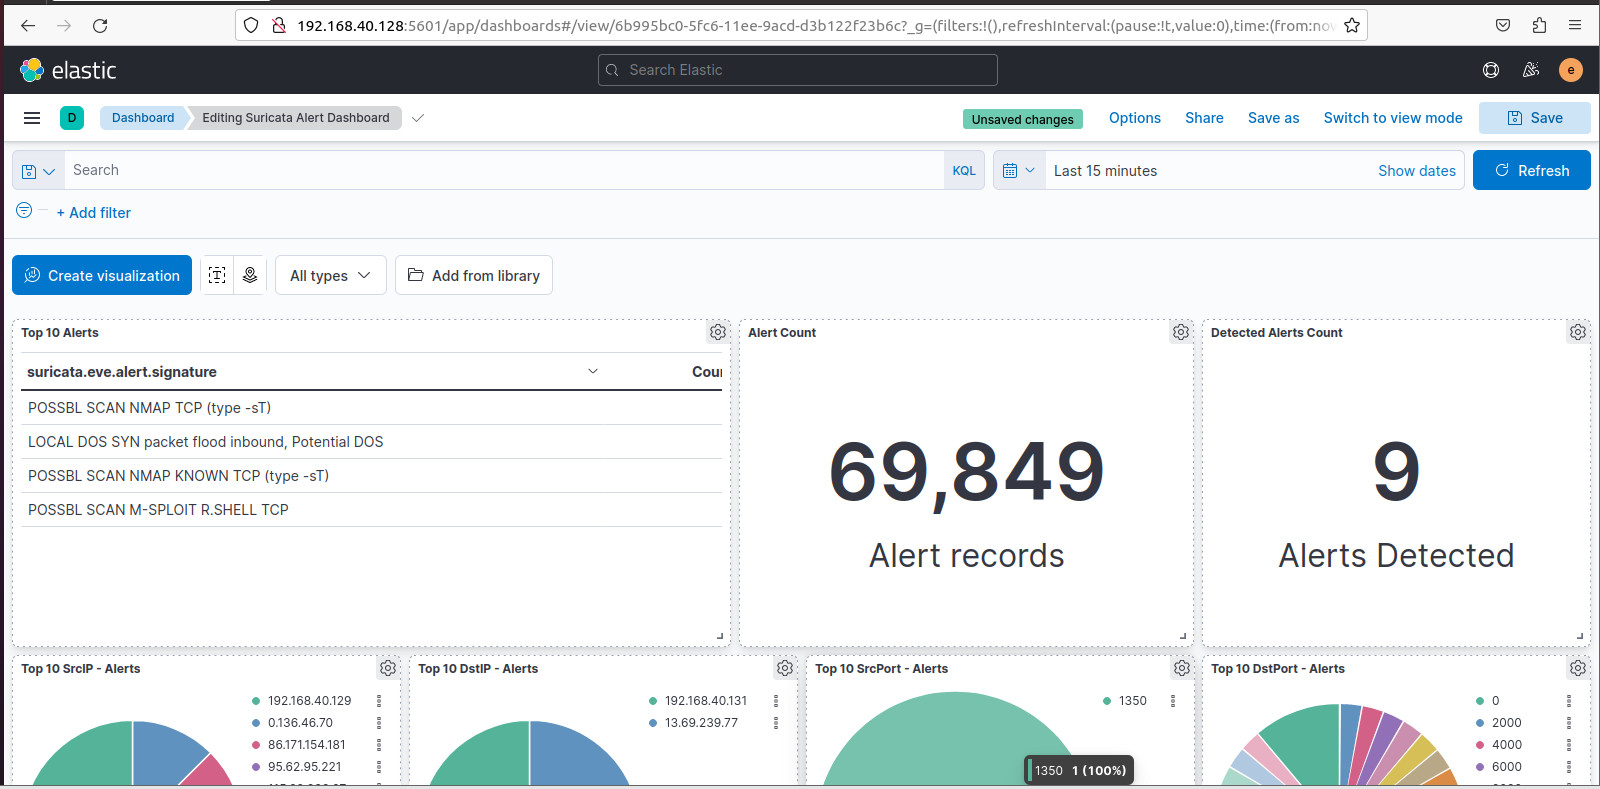 192.168.40.128:5601/app/dashboards#/view/6b995bc0-5fc6-11ee-9acd-d3b122f23b6c?_g=(filters:!(),refreshInterval:(pause:!t,value:0),time:(from:now
elastic
Search Elastic
e
D
Dashboard
Editing Suricata Alert Dashboard
Unsaved changes
Options
Share
Save as
Switch to view mode
Save
Search
KQL
Last 15 minutes
Show dates
Refresh
+ Add filter
Create visualization
All types
Add from library
Top 10 Alerts
suricata.eve.alert.signature
Cour
POSSBL SCAN NMAP TCP (type -sT)
LOCAL DOS SYN packet flood inbound, Potential DOS
POSSBL SCAN NMAP KNOWN TCP (type -sT)
POSSBL SCAN M-SPLOIT R.SHELL TCP
Alert Count
69,849
Alert records
Detected Alerts Count
9
Alerts Detected
Top 10 SrcIP - Alerts
192.168.40.129
0.136.46.70
86.171.154.181
95.62.95.221
Top 10 DstIP - Alerts
192.168.40.131
13.69.239.77
Top 10 SrcPort - Alerts
1350
1350 1 (100%)
Top 10 DstPort - Alerts
0
2000
4000
6000